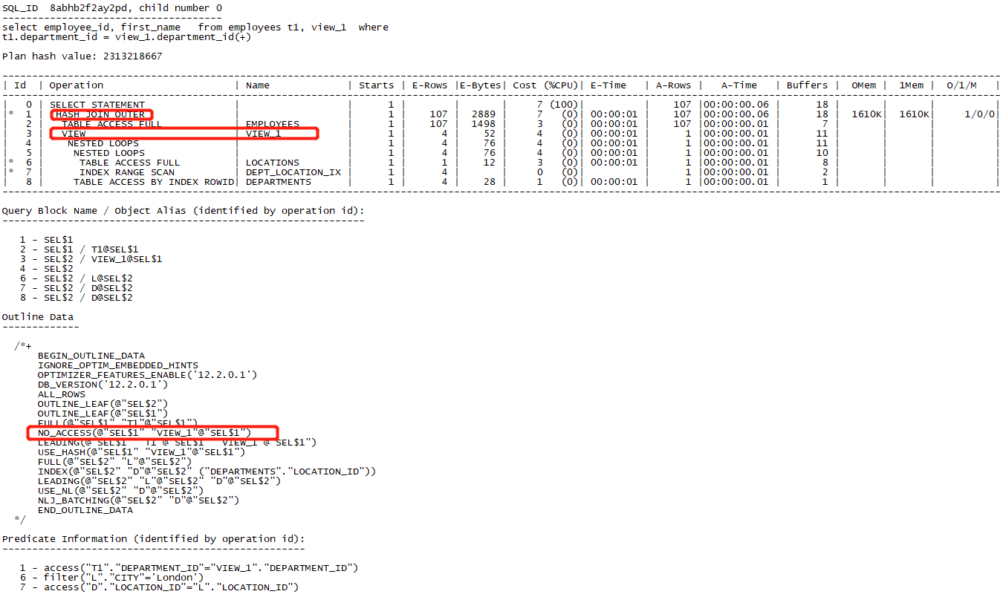 SQL_ID  8abhb2f2ay2pd, child number 0
-------------------------------------
select employee_id, first_name   from employees t1, view_1  where
t1.department_id = view_1.department_id(+)
Plan hash value: 2313218667
| Id  | Operation                      | Name             | Starts | E-Rows |E-Bytes| Cost (%CPU)| E-Time   | A-Rows |   A-Time   | Buffers |  OMem |  1Mem |  O/1/M   |
|   0 | SELECT STATEMENT               |                  |      1 |        |       |     7 (100)|          |    107 |00:00:00.06 |      18 |       |       |          |
|*  1 |  HASH JOIN OUTER               |                  |      1 |    107 |  2889 |     7   (0)| 00:00:01 |    107 |00:00:00.06 |      18 |  1610K|  1610K|     1/0/0|
|   2 |   TABLE ACCESS FULL            | EMPLOYEES        |      1 |    107 |  1498 |     3   (0)| 00:00:01 |    107 |00:00:00.01 |       7 |       |       |          |
|   3 |   VIEW                         | VIEW_1           |      1 |      4 |    52 |     4   (0)| 00:00:01 |      1 |00:00:00.01 |      11 |       |       |          |
|   4 |    NESTED LOOPS                |                  |      1 |      4 |    76 |     4   (0)| 00:00:01 |      1 |00:00:00.01 |      11 |       |       |          |
|   5 |     NESTED LOOPS               |                  |      1 |      4 |    76 |     4   (0)| 00:00:01 |      1 |00:00:00.01 |      10 |       |       |          |
|*  6 |      TABLE ACCESS FULL         | LOCATIONS        |      1 |      1 |    12 |     3   (0)| 00:00:01 |      1 |00:00:00.01 |       8 |       |       |          |
|*  7 |      INDEX RANGE SCAN          | DEPT_LOCATION_IX |      1 |      4 |       |     0   (0)|          |      1 |00:00:00.01 |       2 |       |       |          |
|   8 |     TABLE ACCESS BY INDEX ROWID| DEPARTMENTS      |      1 |      4 |    28 |     1   (0)| 00:00:01 |      1 |00:00:00.01 |       1 |       |       |          |
Query Block Name / Object Alias (identified by operation id):
-------------------------------------------------------------
1 - SEL$1
2 - SEL$1 / T1@SEL$1
3 - SEL$2 / VIEW_1@SEL$1
4 - SEL$2
6 - SEL$2 / L@SEL$2
7 - SEL$2 / D@SEL$2
8 - SEL$2 / D@SEL$2
Outline Data
-------------
/*+
BEGIN_OUTLINE_DATA
IGNORE_OPTIM_EMBEDDED_HINTS
OPTIMIZER_FEATURES_ENABLE('12.2.0.1')
DB_VERSION('12.2.0.1')
ALL_ROWS
OUTLINE_LEAF(@"SEL$2")
OUTLINE_LEAF(@"SEL$1")
FULL(@"SEL$1" "T1"@"SEL$1")
NO_ACCESS(@"SEL$1" "VIEW_1"@"SEL$1")
LEADING(@"SEL$1" "T1"@"SEL$1" "VIEW_1"@"SEL$1")
USE_HASH(@"SEL$1" "VIEW_1"@"SEL$1")
FULL(@"SEL$2" "L"@"SEL$2")
INDEX(@"SEL$2" "D"@"SEL$2" ("DEPARTMENTS"."LOCATION_ID"))
LEADING(@"SEL$2" "L"@"SEL$2" "D"@"SEL$2")
USE_NL(@"SEL$2" "D"@"SEL$2")
NLJ_BATCHING(@"SEL$2" "D"@"SEL$2")
END_OUTLINE_DATA
*/
Predicate Information (identified by operation id):
---------------------------------------------------
1 - access("T1"."DEPARTMENT_ID"="VIEW_1"."DEPARTMENT_ID")
6 - filter("L"."CITY"='London')
7 - access("D"."LOCATION_ID"="L"."LOCATION_ID")